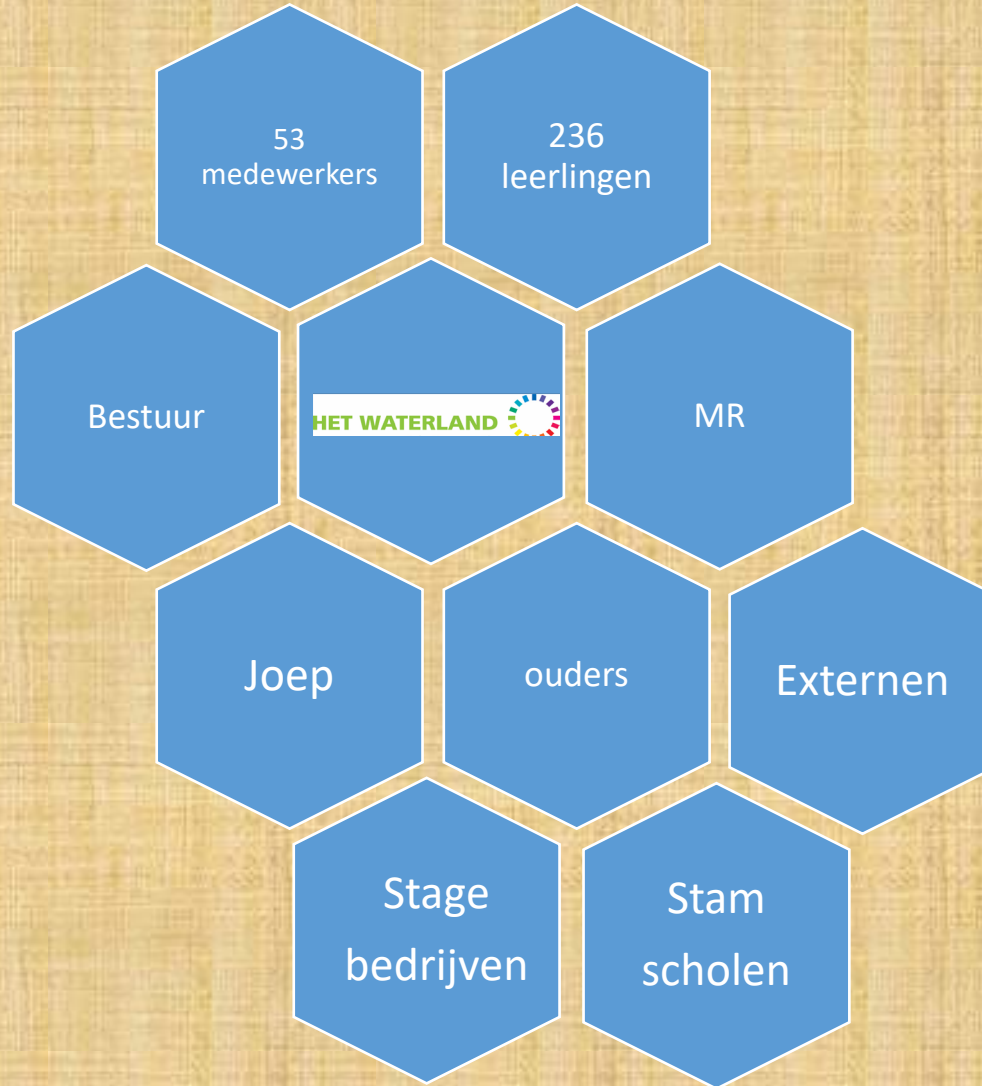 53
medewerkers
236
leerlingen
Bestuur
HET WATERLAND
MR
Joep
ouders
Externen
Stage
bedrijven
Stam
scholen